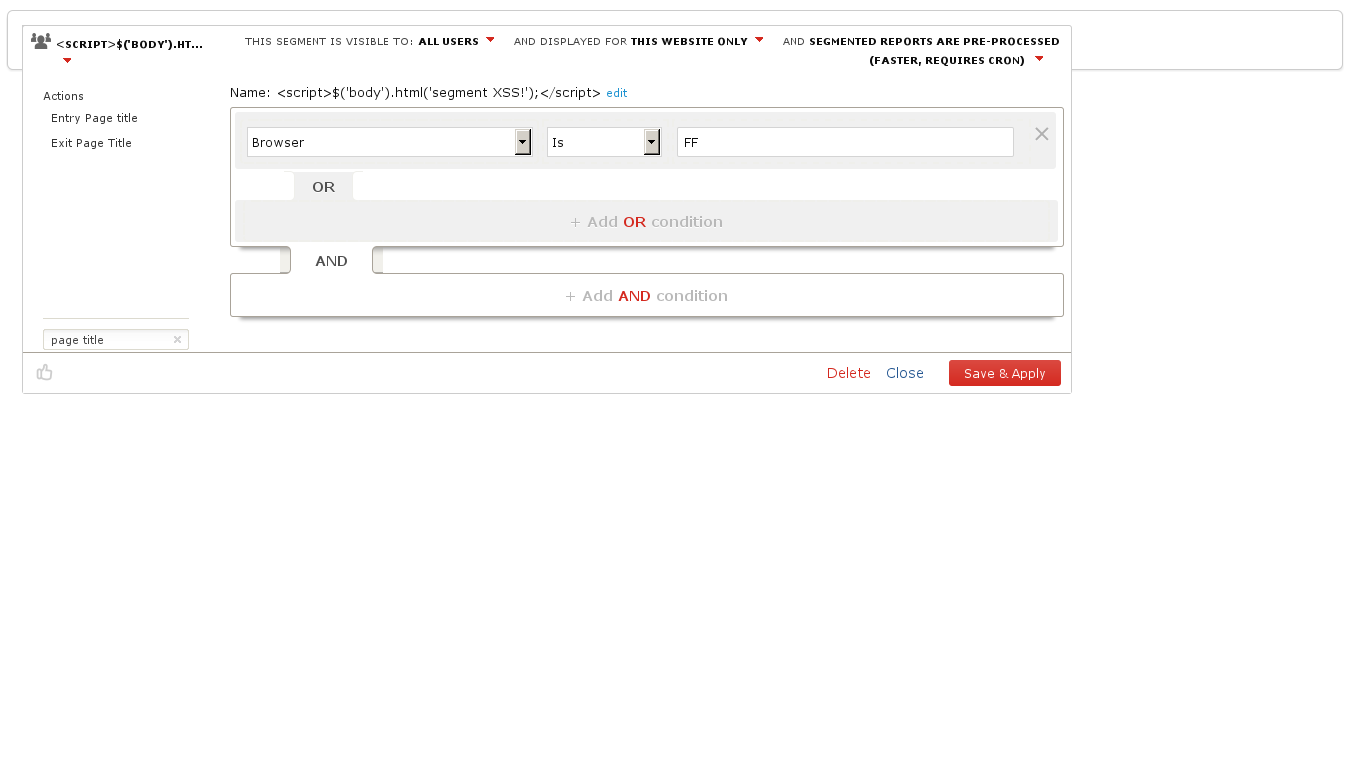 <SCRIPT>$('BODY').HT...
THIS SEGMENT IS VISIBLE TO: ALL USERS AND DISPLAYED FOR THIS WEBSITE ONLY AND SEGMENTED REPORTS ARE PRE-PROCESSED
(FASTER, REQUIRES CRON)
Actions
Entry Page title
Exit Page Title
page title
Name: <script>$('body').html('segment XSS!');</script> edit
Browser Is FF
OR
+ Add OR condition
AND
+ Add AND condition
Delete Close Save & Apply